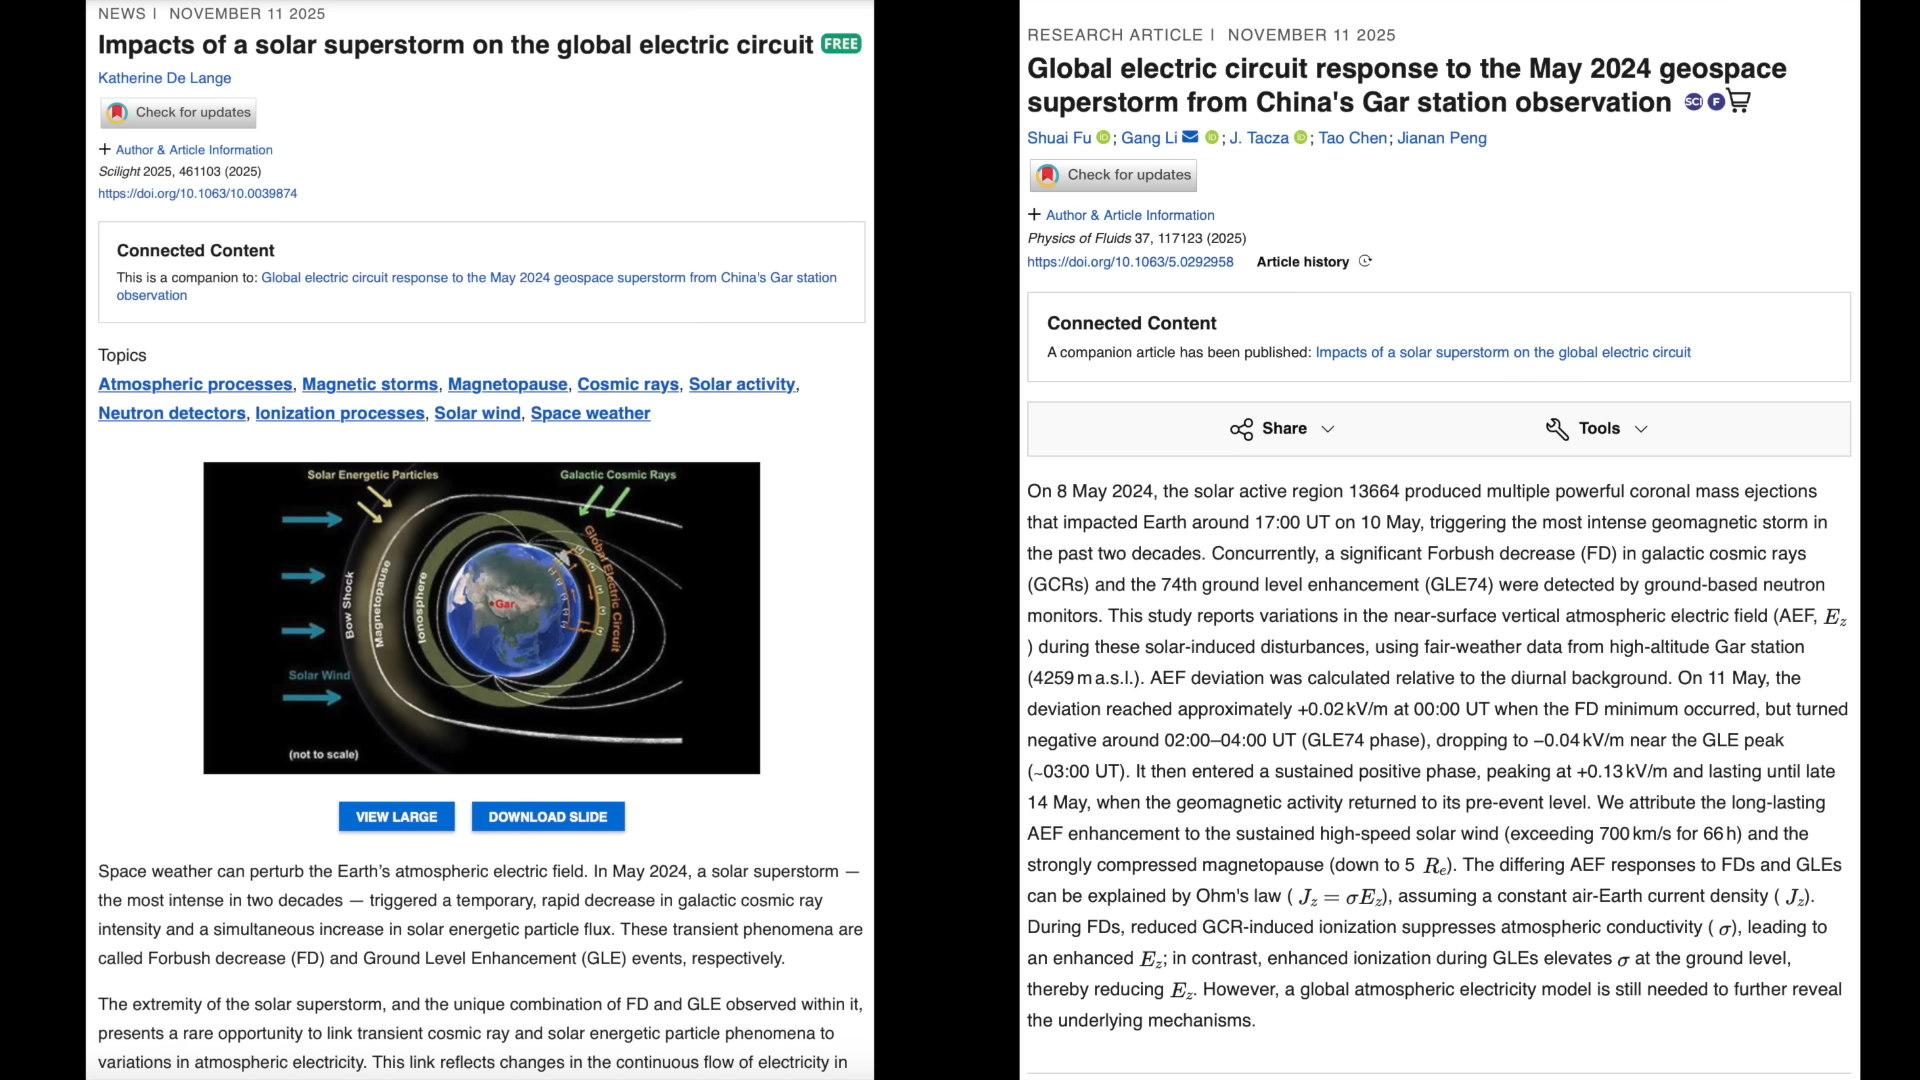 NEWS | NOVEMBER 11 2025
Impacts of a solar superstorm on the global electric circuit FREE
Katherine De Lange
Check for updates
+ Author & Article Information
Scilight 2025, 461103 (2025)
https://doi.org/10.1063/10.0039874
Connected Content
This is a companion to: Global electric circuit response to the May 2024 geospace superstorm from China's Gar station
observation
Topics
Atmospheric processes, Magnetic storms, Magnetopause, Cosmic rays, Solar activity,
Neutron detectors, Ionization processes, Solar wind, Space weather
Solar Energetic Particles
Galactic Cosmic Rays
Bow Shock
Magnetopause
Ionosphere
Gar
Global Electric Circuit
Solar Wind
(not to scale)
VIEW LARGE
DOWNLOAD SLIDE
Space weather can perturb the Earth's atmospheric electric field. In May 2024, a solar superstorm —
the most intense in two decades — triggered a temporary, rapid decrease in galactic cosmic ray
intensity and a simultaneous increase in solar energetic particle flux. These transient phenomena are
called Forbush decrease (FD) and Ground Level Enhancement (GLE) events, respectively.
The extremity of the solar superstorm, and the unique combination of FD and GLE observed within it,
presents a rare opportunity to link transient cosmic ray and solar energetic particle phenomena to
variations in atmospheric electricity. This link reflects changes in the continuous flow of electricity in
RESEARCH ARTICLE | NOVEMBER 11 2025
Global electric circuit response to the May 2024 geospace
superstorm from China's Gar station observation SCI F
Shuai Fu iD; Gang Li iD; J. Tacza iD; Tao Chen; Jianan Peng
Check for updates
+ Author & Article Information
Physics of Fluids 37, 117123 (2025)
https://doi.org/10.1063/5.0292958 Article history
Connected Content
A companion article has been published: Impacts of a solar superstorm on the global electric circuit
Share
Tools
On 8 May 2024, the solar active region 13664 produced multiple powerful coronal mass ejections
that impacted Earth around 17:00 UT on 10 May, triggering the most intense geomagnetic storm in
the past two decades. Concurrently, a significant Forbush decrease (FD) in galactic cosmic rays
(GCRs) and the 74th ground level enhancement (GLE74) were detected by ground-based neutron
monitors. This study reports variations in the near-surface vertical atmospheric electric field (AEF, Ez
) during these solar-induced disturbances, using fair-weather data from high-altitude Gar station
(4259 m a.s.l.). AEF deviation was calculated relative to the diurnal background. On 11 May, the
deviation reached approximately +0.02 kV/m at 00:00 UT when the FD minimum occurred, but turned
negative around 02:00–04:00 UT (GLE74 phase), dropping to −0.04 kV/m near the GLE peak
(~03:00 UT). It then entered a sustained positive phase, peaking at +0.13 kV/m and lasting until late
14 May, when the geomagnetic activity returned to its pre-event level. We attribute the long-lasting
AEF enhancement to the sustained high-speed solar wind (exceeding 700 km/s for 66 h) and the
strongly compressed magnetopause (down to 5 Re). The differing AEF responses to FDs and GLEs
can be explained by Ohm's law ( Jz = σEz), assuming a constant air-Earth current density ( Jz).
During FDs, reduced GCR-induced ionization suppresses atmospheric conductivity ( σ), leading to
an enhanced Ez; in contrast, enhanced ionization during GLEs elevates σ at the ground level,
thereby reducing Ez. However, a global atmospheric electricity model is still needed to further reveal
the underlying mechanisms.